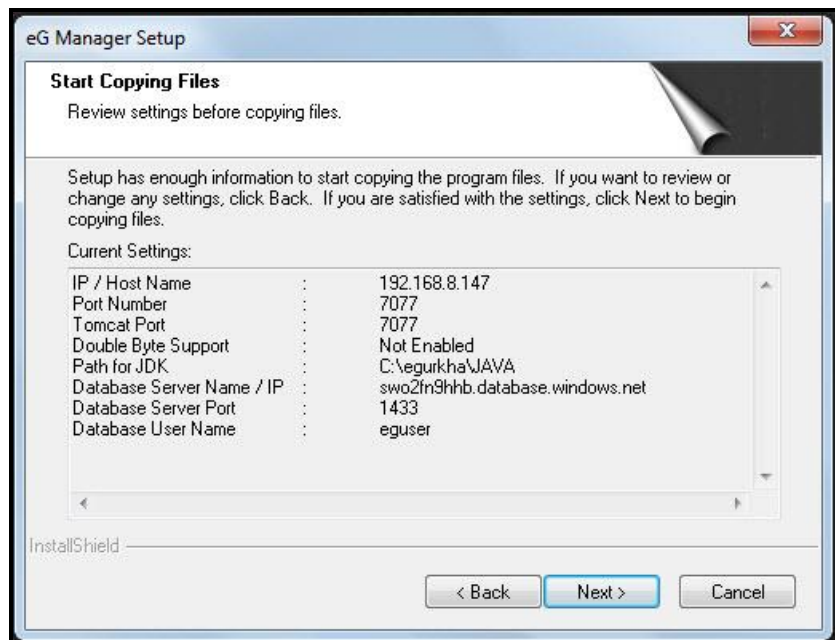 eG Manager Setup
Start Copying Files
Review settings before copying files.
Setup has enough information to start copying the program files. If you want to review or
change any settings, click Back. If you are satisfied with the settings, click Next to begin
copying files.
Current Settings:
IP / Host Name : 192.168.8.147
Port Number : 7077
Tomcat Port : 7077
Double Byte Support : Not Enabled
Path for JDK : C:\egurkha\JAVA
Database Server Name / IP : swo2fn9hhb.database.windows.net
Database Server Port : 1433
Database User Name : eguser
InstallShield
< Back Next > Cancel